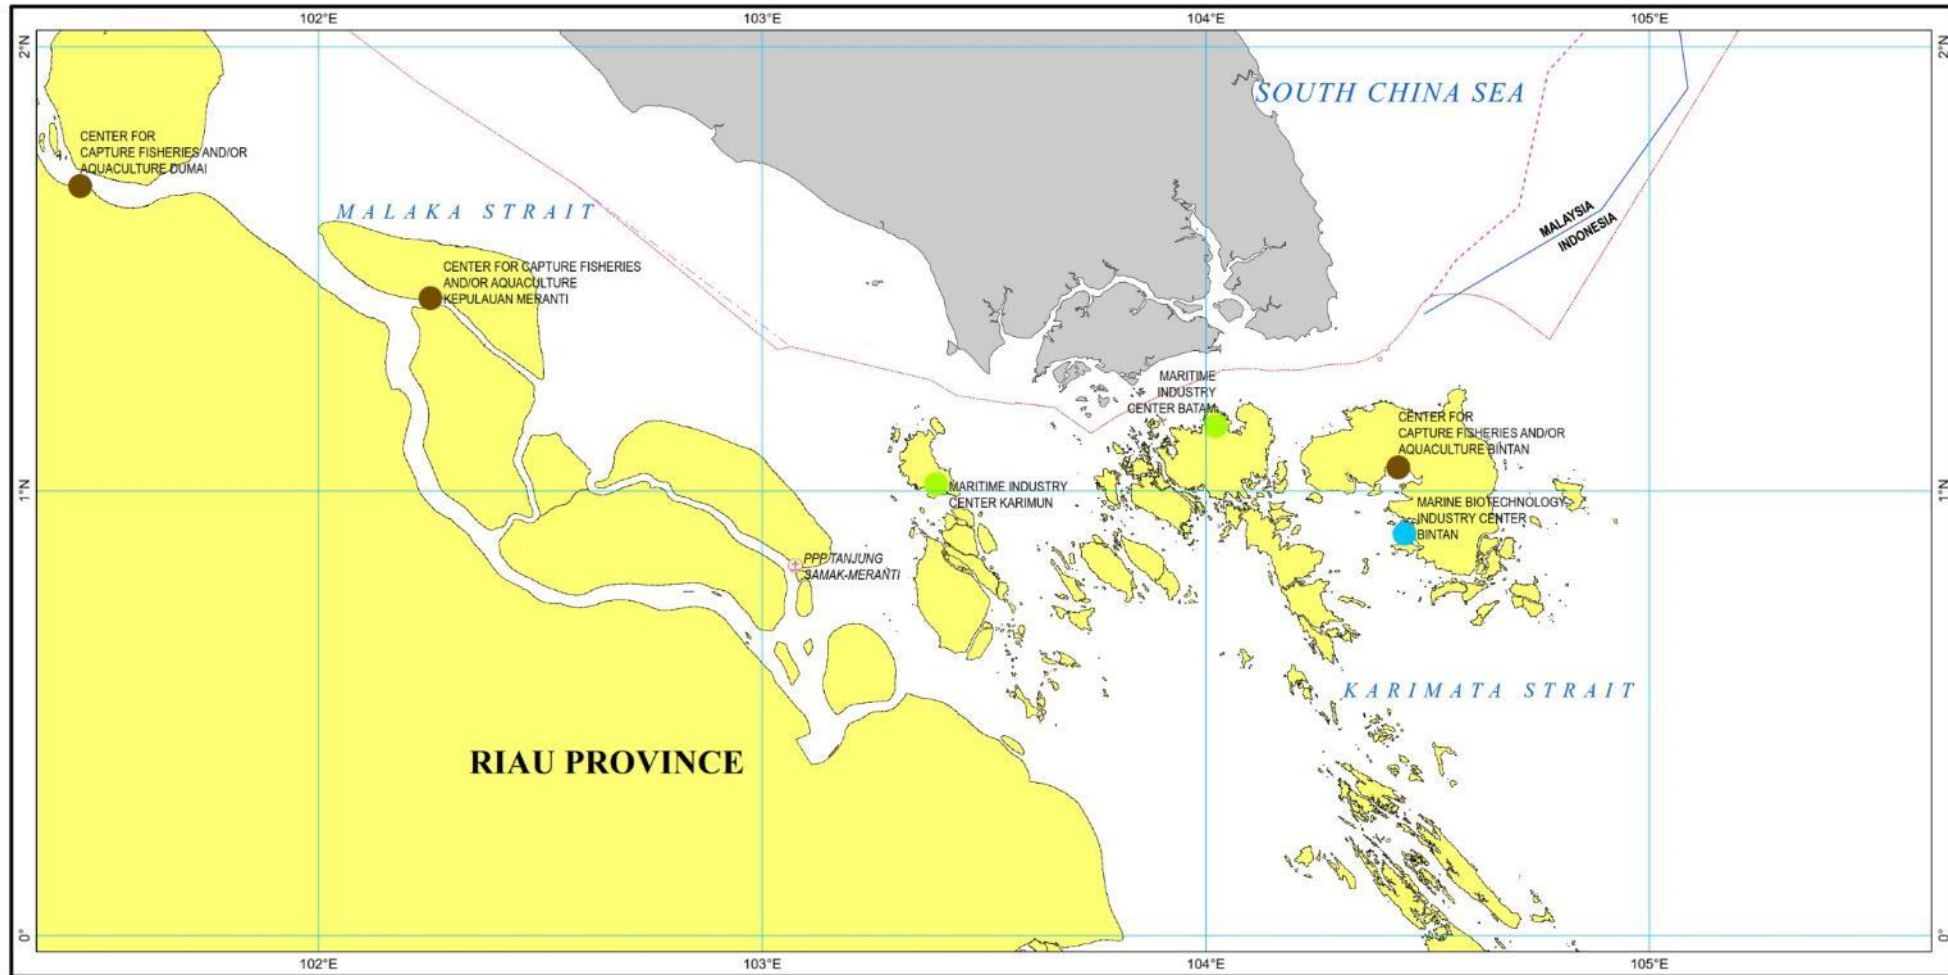 102°E
103°E
104°E
105°E
2°N
2°N
SOUTH CHINA SEA
CENTER FOR
CAPTURE FISHERIES AND/OR
AQUACULTURE DUMAI
MALAKA STRAIT
MALAYSIA
INDONESIA
CENTER FOR CAPTURE FISHERIES
AND/OR AQUACULTURE
KEPULAUAN MERANTI
MARITIME
INDUSTRY
CENTER BATAM
CENTER FOR
CAPTURE FISHERIES AND/OR
AQUACULTURE BINTAN
1°N
1°N
MARITIME INDUSTRY
CENTER KARIMUN
MARINE BIOTECHNOLOGY
INDUSTRY CENTER
BINTAN
PPP TANJUNG
SAMAK-MERANTI
KARIMATA STRAIT
RIAU PROVINCE
0°
0°
102°E
103°E
104°E
105°E